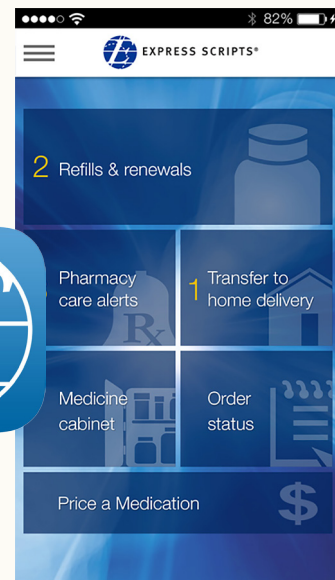 82%
EXPRESS SCRIPTS®
2 Refills & renewals
Pharmacy
care alerts
Rx
1 Transfer to
home delivery
Medicine
cabinet
Order
status
Price a Medication
$